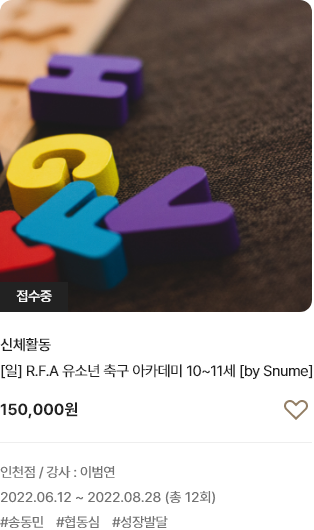 H
G
F
V
접수중
신체활동
[일] R.F.A 유소년 축구 아카데미 10~11세 [by Snume]
150,000원
인천점 / 강사 : 이범연
2022.06.12 ~ 2022.08.28 (총 12회)
#송동민 #협동심 #성장발달